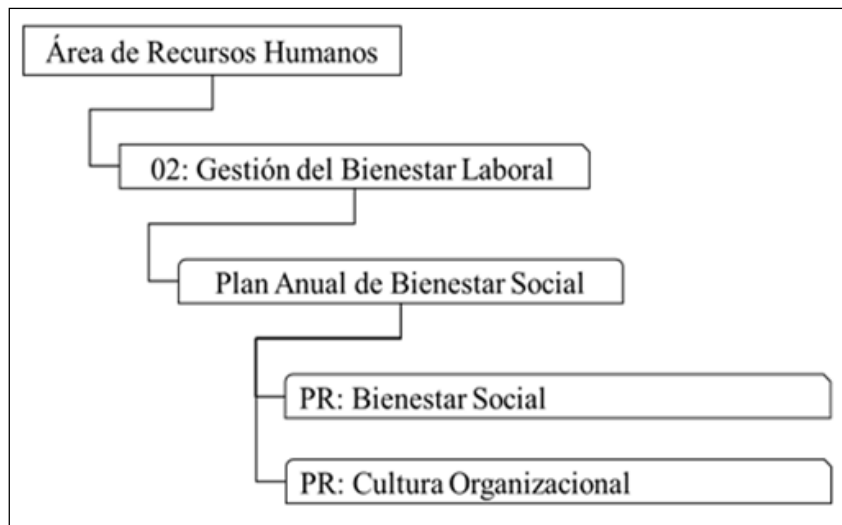 Área de Recursos Humanos
02: Gestión del Bienestar Laboral
Plan Anual de Bienestar Social
PR: Bienestar Social
PR: Cultura Organizacional